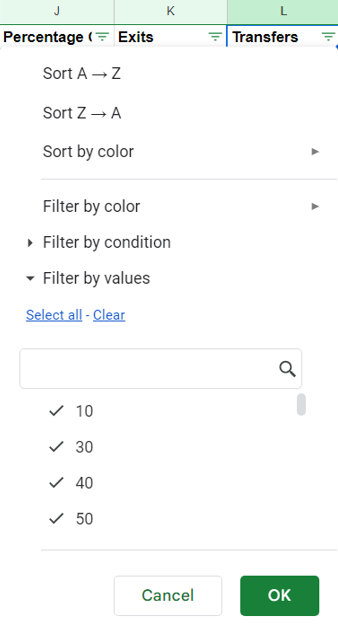 J K L
Percentage ( Exits Transfers
Sort A → Z
Sort Z → A
Sort by color
Filter by color
Filter by condition
Filter by values
Select all - Clear
10
30
40
50
Cancel OK